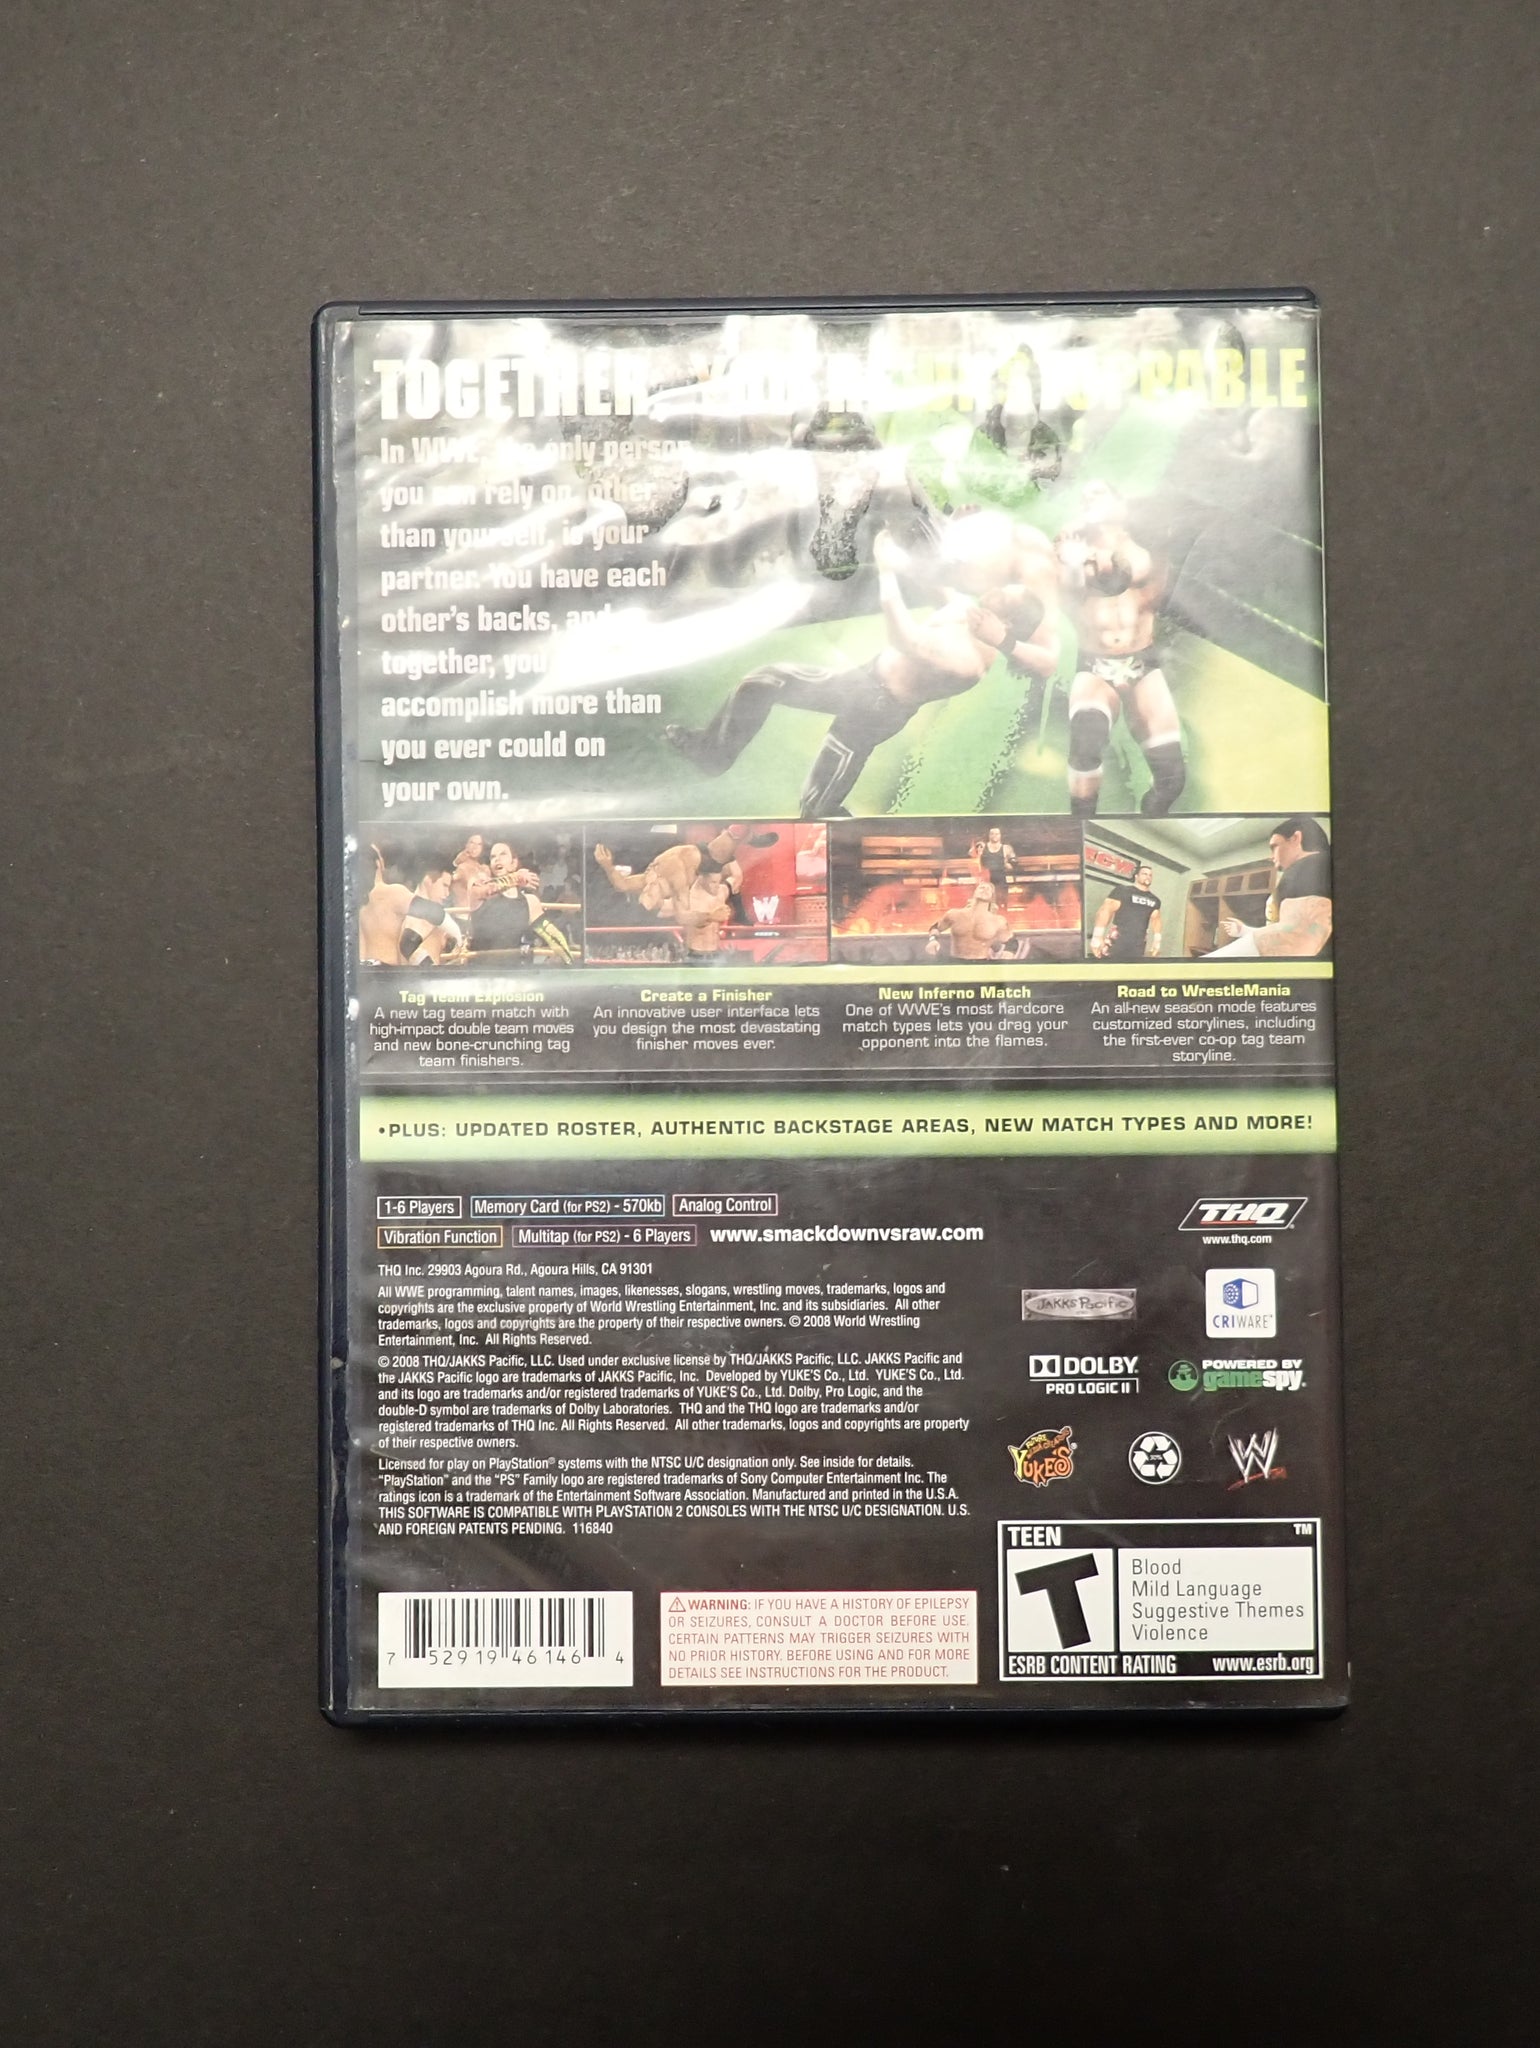 TOGETHER, UNSTOPPABLE
In WWE, the only person
you can rely on, other
than yourself, is your
partner. You have each
other's backs, and
together, you
accomplish more than
you ever could on
your own.
ECW
ECW
Tag Team Explosion
A new tag team match with
high-impact double team moves
and new bone-crunching tag
team finishers.
Create a Finisher
An innovative user interface lets
you design the most devastating
finisher moves ever.
New Inferno Match
One of WWE's most hardcore
match types lets you drag your
opponent into the flames.
Road to WrestleMania
An all-new season mode features
customized storylines, including
the first-ever co-op tag team
storyline.
•PLUS: UPDATED ROSTER, AUTHENTIC BACKSTAGE AREAS, NEW MATCH TYPES AND MORE!
1-6 Players Memory Card (for PS2) - 570kb Analog Control
Vibration Function Multitap (for PS2) - 6 Players www.smackdownvsraw.com
THQ
www.thq.com
THQ Inc. 29903 Agoura Rd., Agoura Hills, CA 91301
All WWE programming, talent names, images, likenesses, slogans, wrestling moves, trademarks, logos and
copyrights are the exclusive property of World Wrestling Entertainment, Inc. and its subsidiaries. All other
trademarks, logos and copyrights are the property of their respective owners. © 2008 World Wrestling
Entertainment, Inc. All Rights Reserved.
© 2008 THQ/JAKKS Pacific, LLC. Used under exclusive license by THQ/JAKKS Pacific, LLC. JAKKS Pacific and
the JAKKS Pacific logo are trademarks of JAKKS Pacific, Inc. Developed by YUKE'S Co., Ltd. YUKE'S Co., Ltd.
and its logo are trademarks and/or registered trademarks of YUKE'S Co., Ltd. Dolby, Pro Logic, and the
double-D symbol are trademarks of Dolby Laboratories. THQ and the THQ logo are trademarks and/or
registered trademarks of THQ Inc. All Rights Reserved. All other trademarks, logos and copyrights are property
of their respective owners.
Licensed for play on PlayStation® systems with the NTSC U/C designation only. See inside for details.
"PlayStation" and the "PS" Family logo are registered trademarks of Sony Computer Entertainment Inc. The
ratings icon is a trademark of the Entertainment Software Association. Manufactured and printed in the U.S.A.
THIS SOFTWARE IS COMPATIBLE WITH PLAYSTATION 2 CONSOLES WITH THE NTSC U/C DESIGNATION. U.S.
AND FOREIGN PATENTS PENDING. 116840
JAKKS Pacific
CRIWARE
DOLBY
PRO LOGIC II
POWERED BY
gamespy.
YUKE'S
W
TEEN ™
T
Blood
Mild Language
Suggestive Themes
Violence
ESRB CONTENT RATING www.esrb.org
7 52919 46146 4
⚠WARNING: IF YOU HAVE A HISTORY OF EPILEPSY
OR SEIZURES, CONSULT A DOCTOR BEFORE USE.
CERTAIN PATTERNS MAY TRIGGER SEIZURES WITH
NO PRIOR HISTORY. BEFORE USING AND FOR MORE
DETAILS SEE INSTRUCTIONS FOR THE PRODUCT.